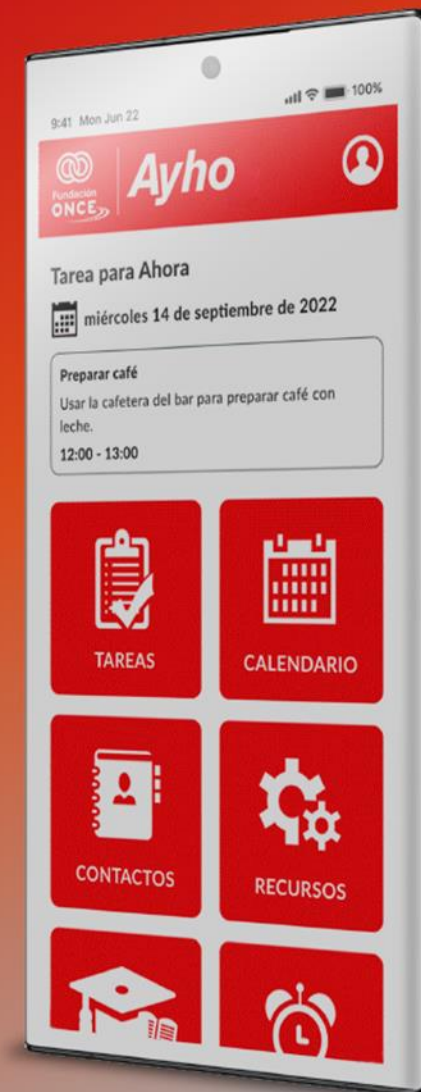 9:41 Mon Jun 22
100%
Fundación
ONCE
Ayho
Tarea para Ahora
miércoles 14 de septiembre de 2022
Preparar café
Usar la cafetera del bar para preparar café con
leche.
12:00 - 13:00
TAREAS
CALENDARIO
CONTACTOS
RECURSOS